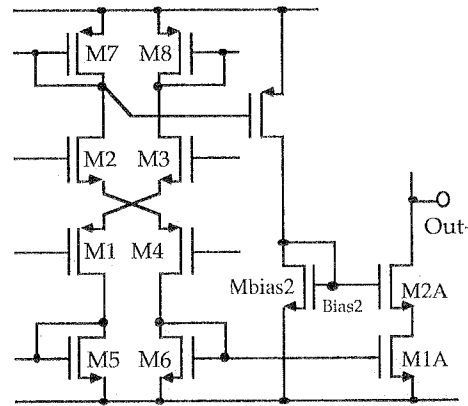 M7 M8
M2 M3
Out-
M1 M4
Mbias2 Bias2 M2A
M5 M6 M1A